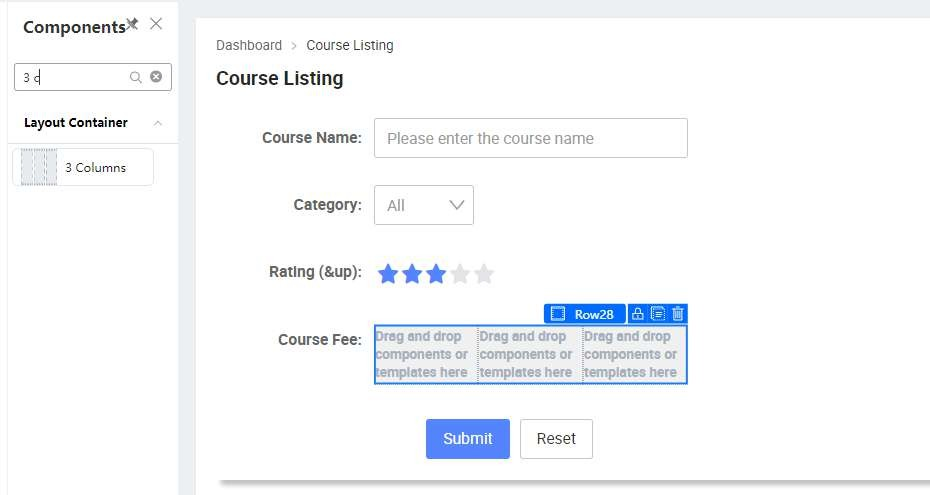 Components
3 c
Layout Container
3 Columns
Dashboard > Course Listing
Course Listing
Course Name: Please enter the course name
Category: All
Rating (&up):
Row28
Course Fee:
Drag and drop components or templates here
Drag and drop components or templates here
Drag and drop components or templates here
Submit Reset